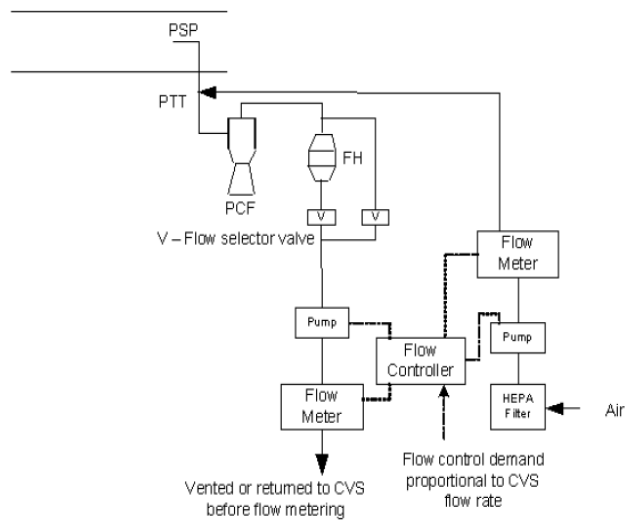 PSP
PTT
PCF
FH
V
V
V – Flow selector valve
Flow
Meter
Pump
Pump
Flow
Controller
Flow
Meter
HEPA
Filter
Air
Vented or returned to CVS
before flow metering
Flow control demand
proportional to CVS
flow rate